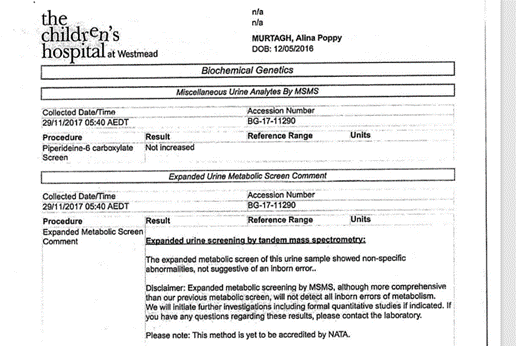 the
children's
hospital at Westmead
n/a
n/a
MURTAGH, Alina Poppy
DOB: 12/05/2016
Biochemical Genetics
Miscellaneous Urine Analytes By MSMS
Collected Date/Time Accession Number
29/11/2017 05:40 AEDT BG-17-11290
Procedure Result Reference Range Units
Piperideine-6 carboxylate Not increased
Screen
Expanded Urine Metabolic Screen Comment
Collected Date/Time Accession Number
29/11/2017 05:40 AEDT BG-17-11290
Procedure Result Reference Range Units
Expanded Metabolic Screen
Comment
Expanded urine screening by tandem mass spectrometry:
The expanded metabolic screen of this urine sample showed non-specific
abnormalities, not suggestive of an inborn error..
Disclaimer: Expanded metabolic screening by MSMS, although more comprehensive
than our previous metabolic screen, will not detect all inborn errors of metabolism.
We will initiate further investigations including formal quantitative studies if indicated. If
you have any questions regarding these results, please contact the laboratory.
Please note: This method is yet to be accredited by NATA.